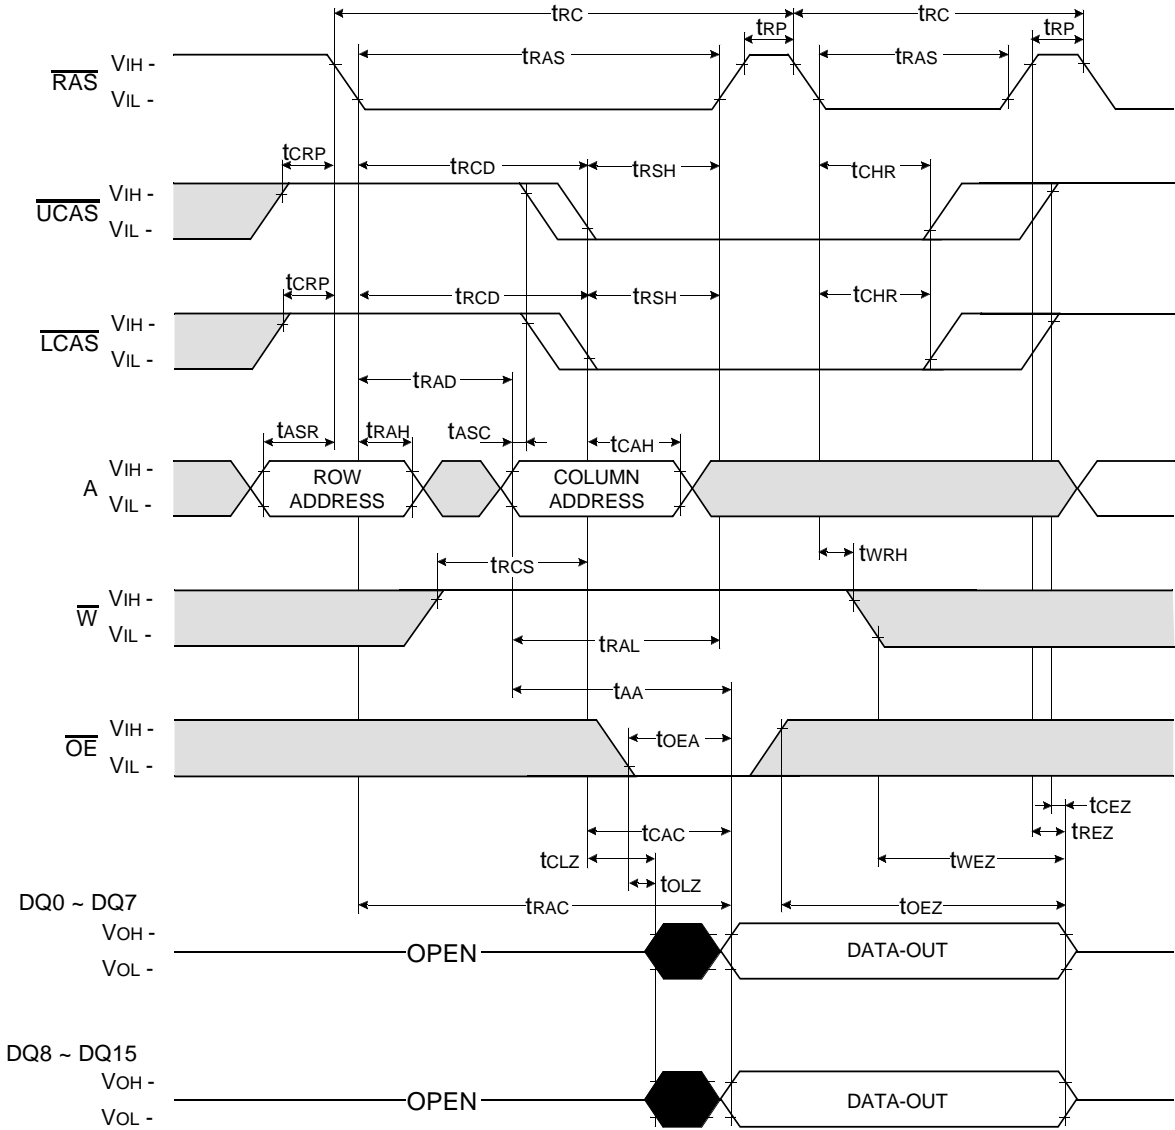 tRC tRC
tRP tRP
tRAS tRAS
RAS
VIH -
VIL -
tCRP tRCD tRSH tCHR
UCAS
VIH -
VIL -
tCRP tRCD tRSH tCHR
LCAS
VIH -
VIL -
tRAD
tASR tRAH tASC tCAH
A
VIH -
VIL -
ROW
ADDRESS
COLUMN
ADDRESS
tWRH
tRCS
W
VIH -
VIL -
tRAL
tAA
OE
VIH -
VIL -
tOEA
tCEZ
tCAC tREZ
tCLZ tWEZ
tOLZ
tRAC tOEZ
DQ0 ~ DQ7
VOH -
VOL -
OPEN DATA-OUT
DQ8 ~ DQ15
VOH -
VOL -
OPEN DATA-OUT